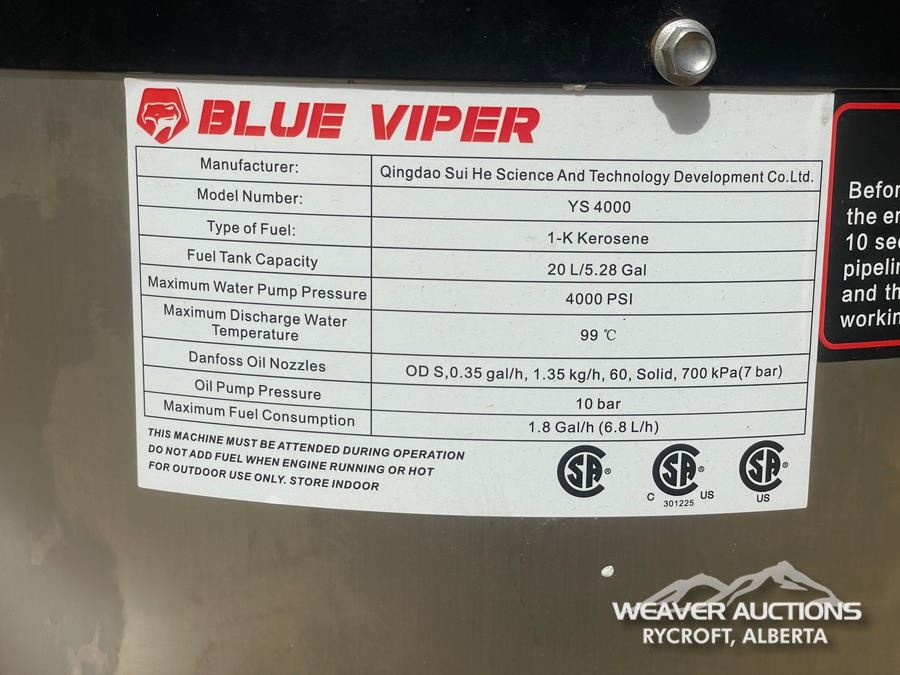 BLUE VIPER
Manufacturer: Qingdao Sui He Science And Technology Development Co.Ltd.
Model Number: YS 4000
Type of Fuel: 1-K Kerosene
Fuel Tank Capacity 20 L/5.28 Gal
Maximum Water Pump Pressure 4000 PSI
Maximum Discharge Water
Temperature 99 ℃
Danfoss Oil Nozzles OD S,0.35 gal/h, 1.35 kg/h, 60, Solid, 700 kPa(7 bar)
Oil Pump Pressure 10 bar
Maximum Fuel Consumption 1.8 Gal/h (6.8 L/h)
THIS MACHINE MUST BE ATTENDED DURING OPERATION
DO NOT ADD FUEL WHEN ENGINE RUNNING OR HOT
FOR OUTDOOR USE ONLY. STORE INDOOR
SA ® SA ® SA ®
C US US
301225
Befor
the en
10 sec
pipelin
and th
workin
WEAVER AUCTIONS
RYCROFT, ALBERTA